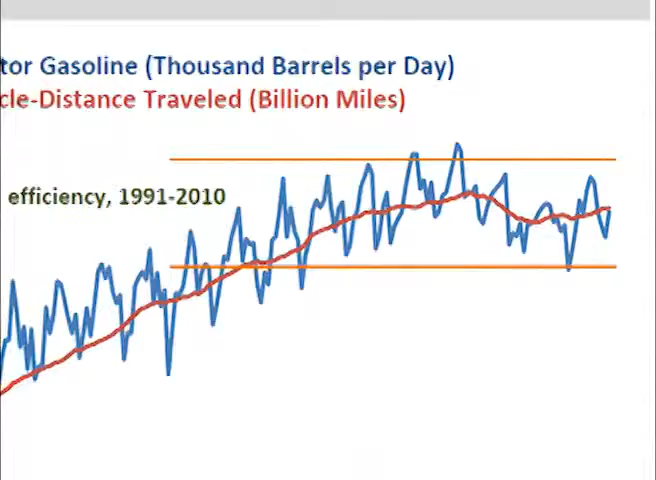 tor Gasoline (Thousand Barrels per Day)
cle-Distance Traveled (Billion Miles)
efficiency, 1991-2010